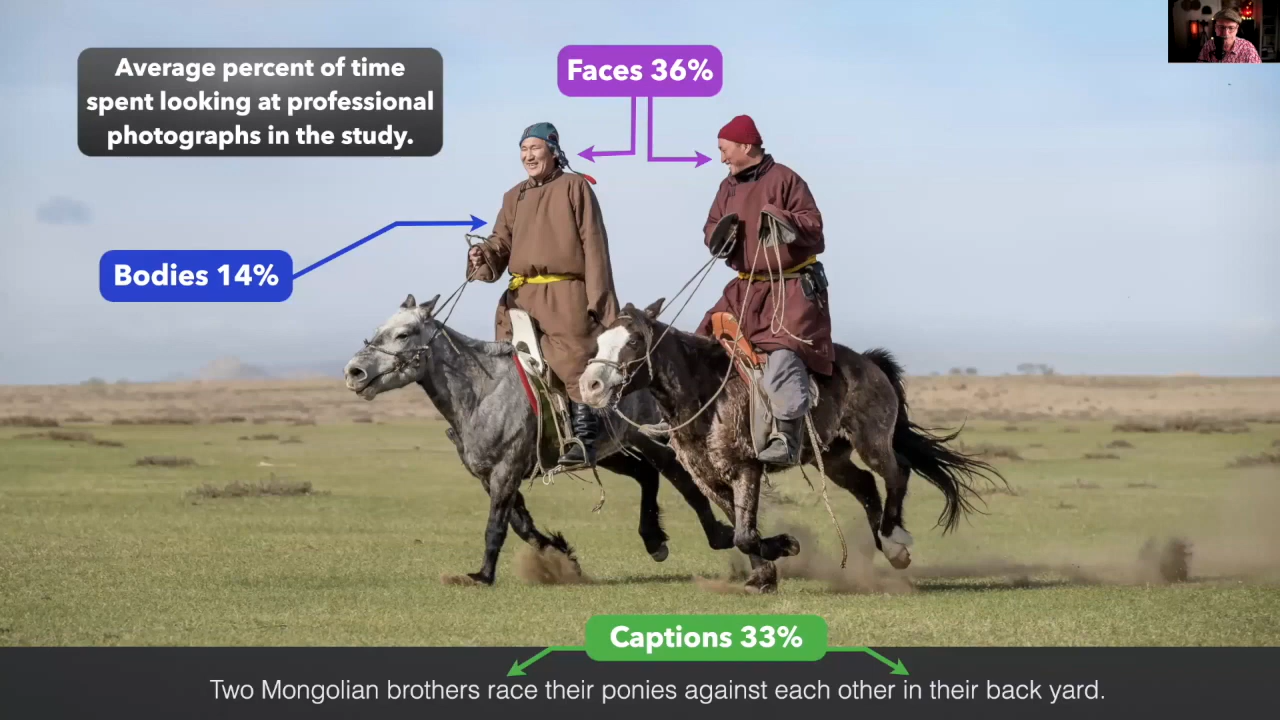 Average percent of time
spent looking at professional
photographs in the study.
Faces 36%
Bodies 14%
Captions 33%
Two Mongolian brothers race their ponies against each other in their back yard.